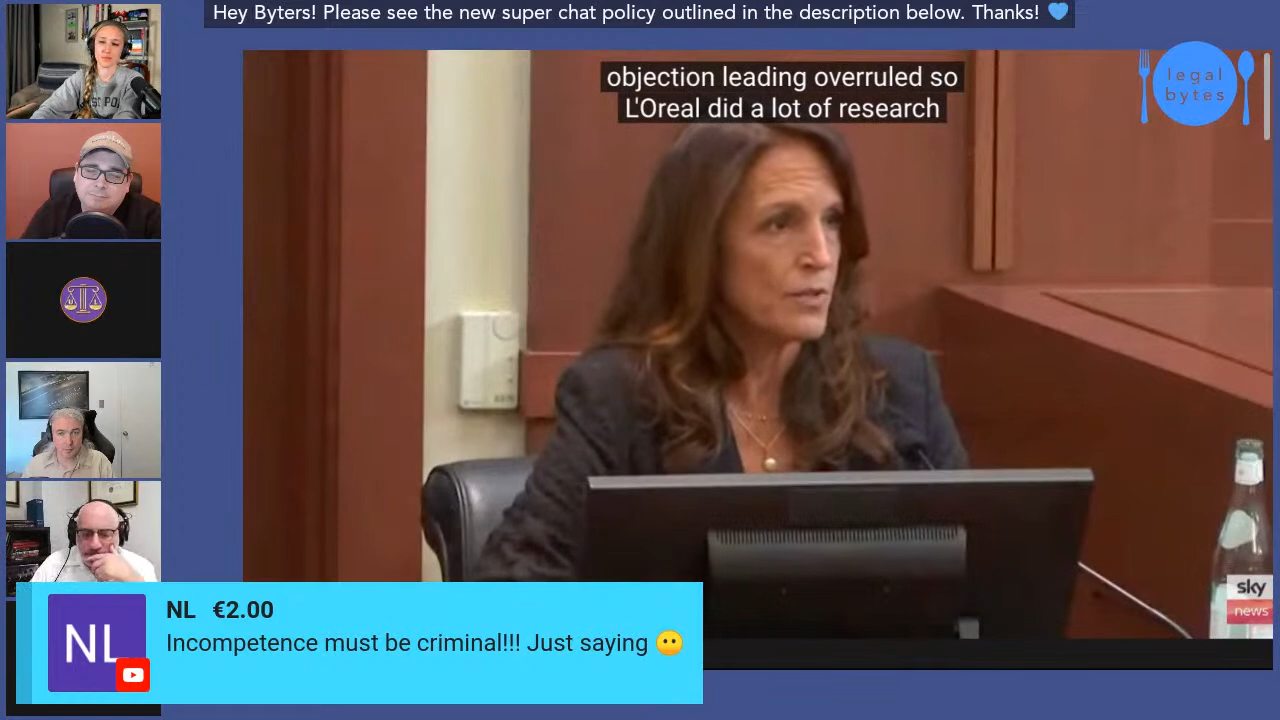 Hey Byters! Please see the new super chat policy outlined in the description below. Thanks! 💙
objection leading overruled so
L'Oreal did a lot of research
legal
bytes
sky
news
NL
NL €2.00
Incompetence must be criminal!!! Just saying 😶